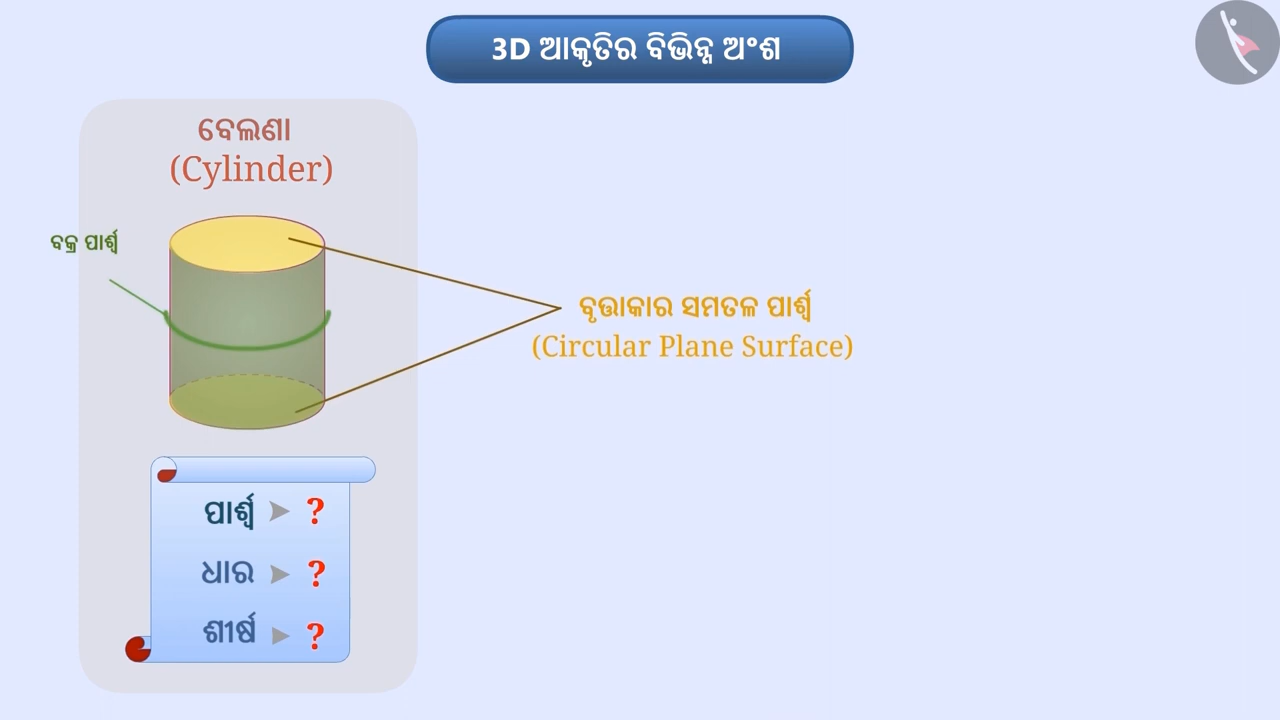 3D ଆକୃତିର ବିଭିନ୍ନ ଅଂଶ
ବେଲଣା
(Cylinder)
ବକ୍ର ପାର୍ଶ୍ଵ
ବୃତ୍ତାକାର ସମତଳ ପାର୍ଶ୍ଵ
(Circular Plane Surface)
ପାର୍ଶ୍ଵ ➤ ?
ଧାର ➤ ?
ଶୀର୍ଷ ➤ ?